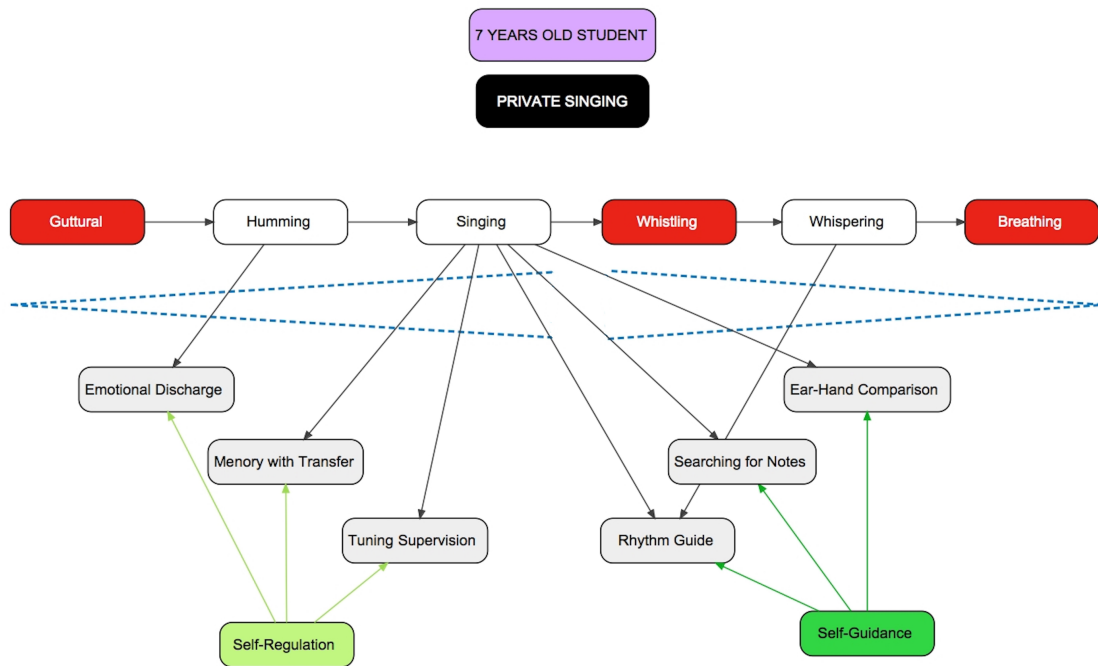 7 YEARS OLD STUDENT
PRIVATE SINGING
Guttural
Humming
Singing
Whistling
Whispering
Breathing
Emotional Discharge
Ear-Hand Comparison
Menory with Transfer
Searching for Notes
Tuning Supervision
Rhythm Guide
Self-Regulation
Self-Guidance